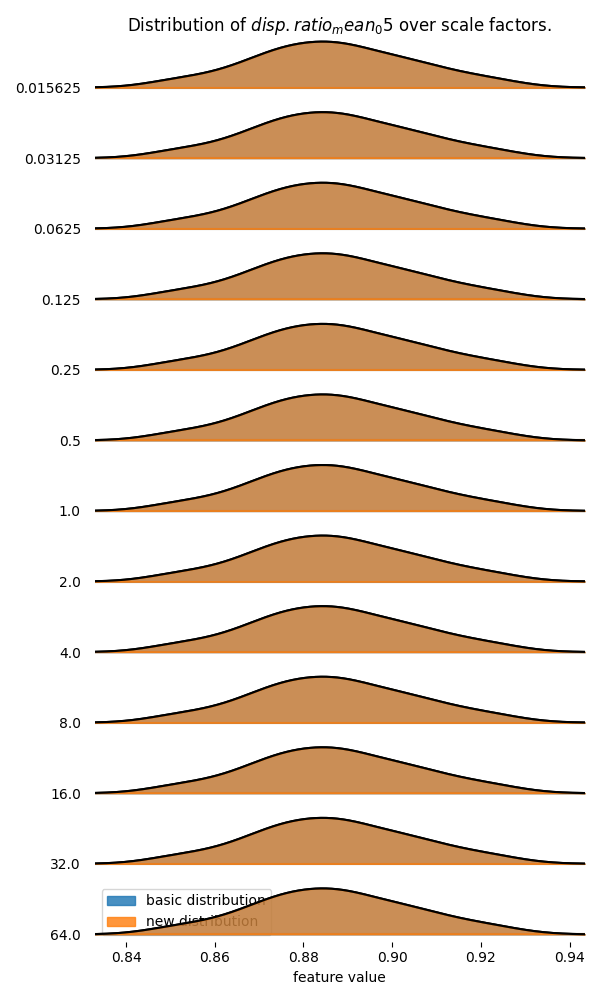 Distribution of disp.ratio_mean_05 over scale factors.
0.015625
0.03125
0.0625
0.125
0.25
0.5
1.0
2.0
4.0
8.0
16.0
32.0
basic distribution
new distribution
64.0
0.84 0.86 0.88 0.90 0.92 0.94
feature value